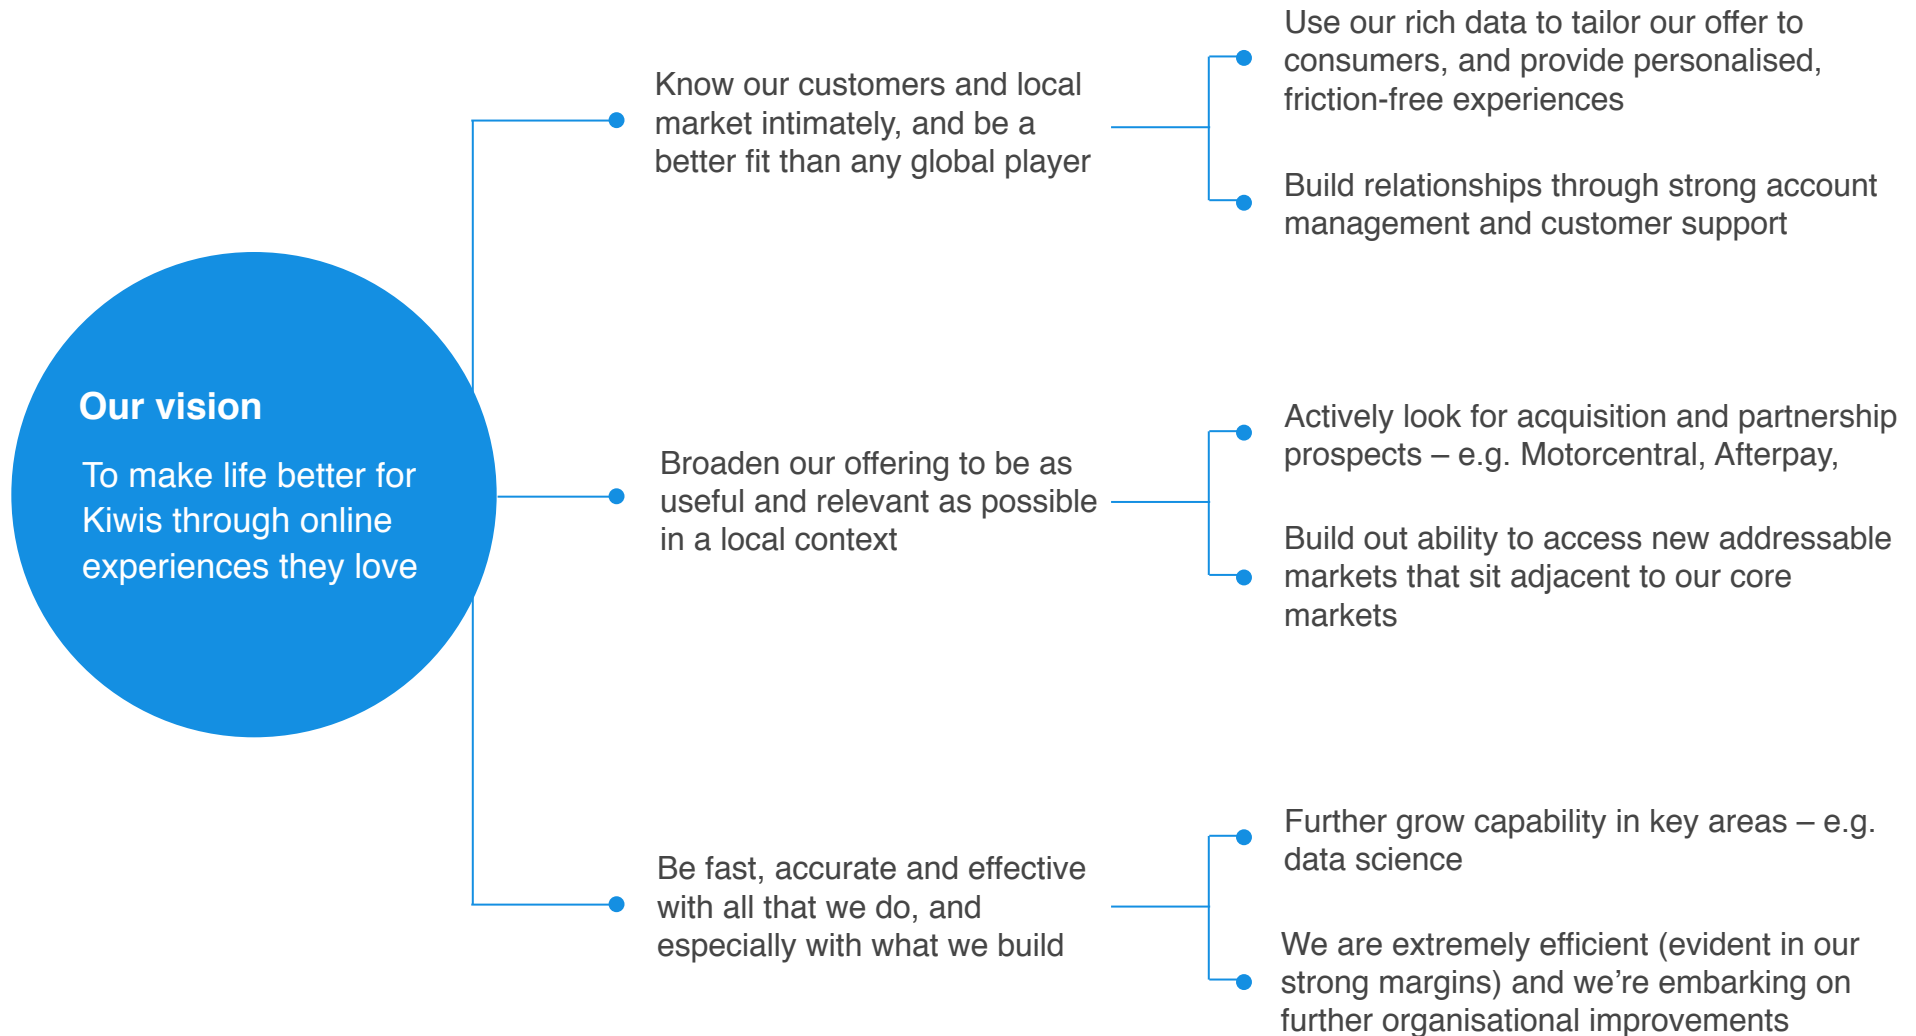 Our vision
To make life better for
Kiwis through online
experiences they love
Know our customers and local
market intimately, and be a
better fit than any global player
Use our rich data to tailor our offer to
consumers, and provide personalised,
friction-free experiences
Build relationships through strong account
management and customer support
Broaden our offering to be as
useful and relevant as possible
in a local context
Actively look for acquisition and partnership
prospects – e.g. Motorcentral, Afterpay,
Build out ability to access new addressable
markets that sit adjacent to our core
markets
Be fast, accurate and effective
with all that we do, and
especially with what we build
Further grow capability in key areas – e.g.
data science
We are extremely efficient (evident in our
strong margins) and we’re embarking on
further organisational improvements